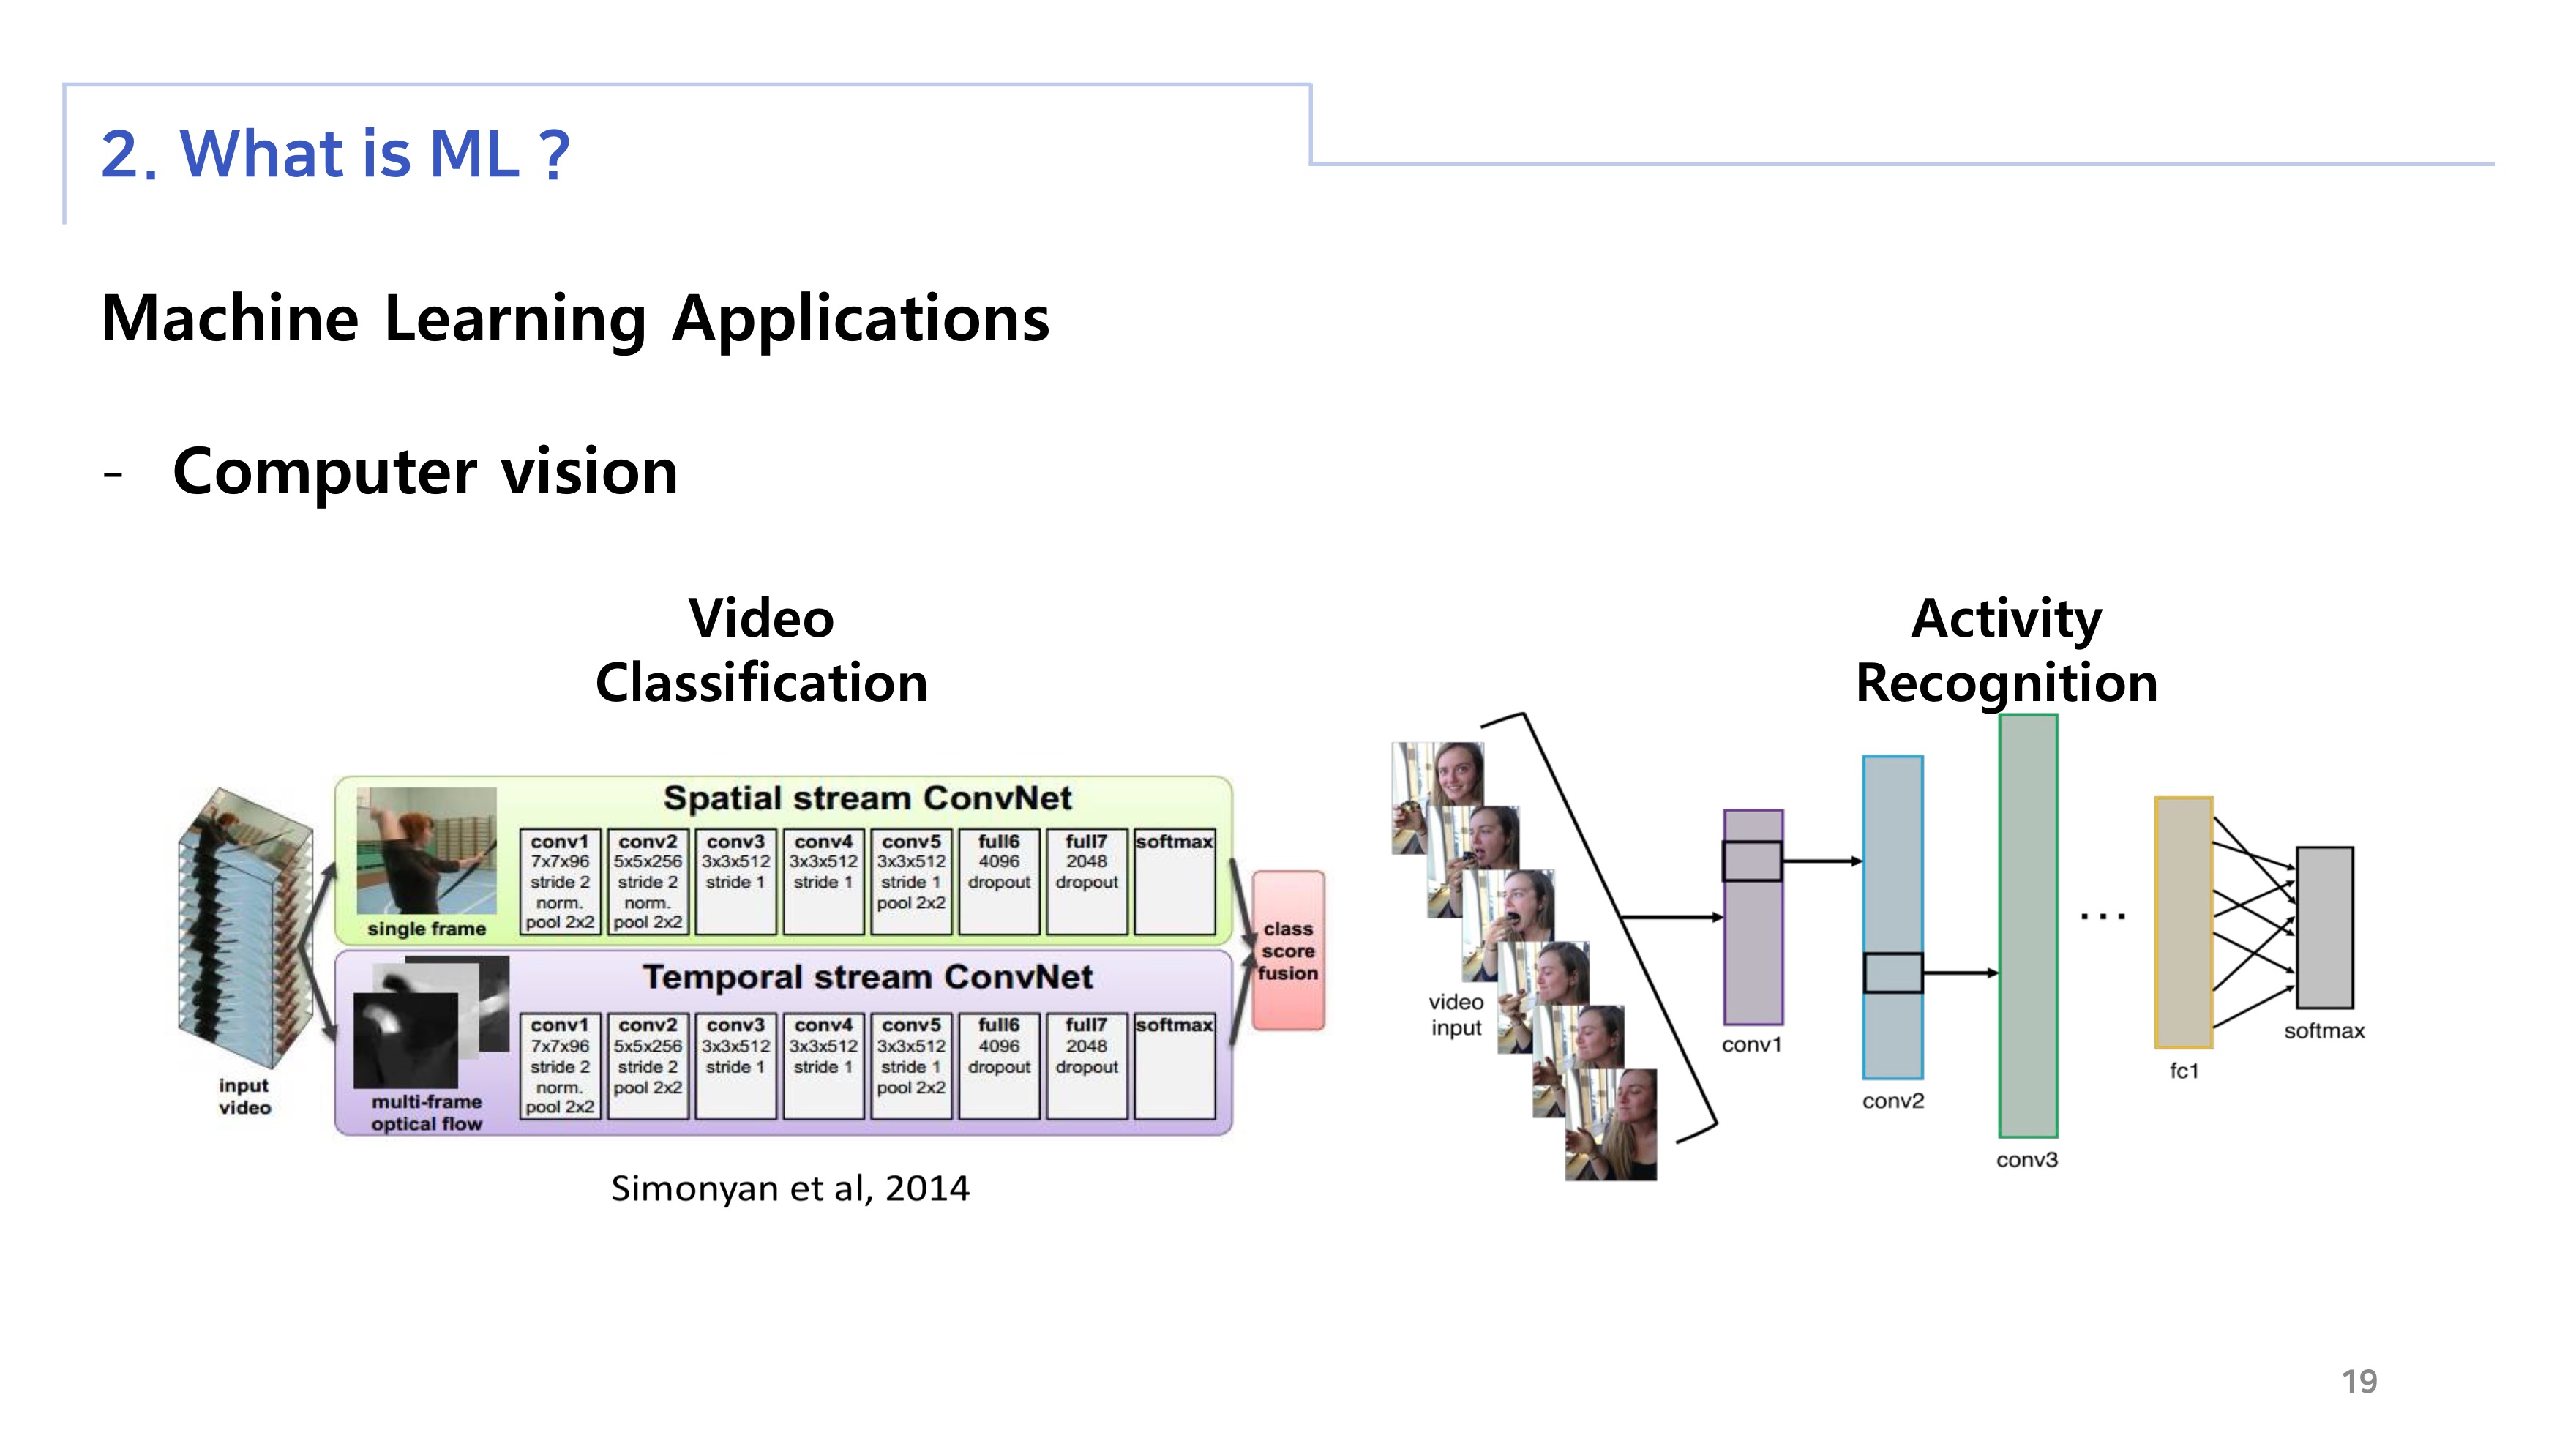 2. What is ML ?
Machine Learning Applications
- Computer vision
Video
Classification
Activity
Recognition
Spatial stream ConvNet
single frame
conv1
7x7x96
stride 2
norm.
pool 2x2
conv2
5x5x256
stride 2
norm.
pool 2x2
conv3
3x3x512
stride 1
conv4
3x3x512
stride 1
conv5
3x3x512
stride 1
pool 2x2
full6
4096
dropout
full7
2048
dropout
softmax
Temporal stream ConvNet
multi-frame
optical flow
conv1
7x7x96
stride 2
norm.
pool 2x2
conv2
5x5x256
stride 2
pool 2x2
conv3
3x3x512
stride 1
conv4
3x3x512
stride 1
conv5
3x3x512
stride 1
pool 2x2
full6
4096
dropout
full7
2048
dropout
softmax
input
video
class
score
fusion
Simonyan et al, 2014
video
input
conv1
conv2
conv3
...
fc1
softmax
19